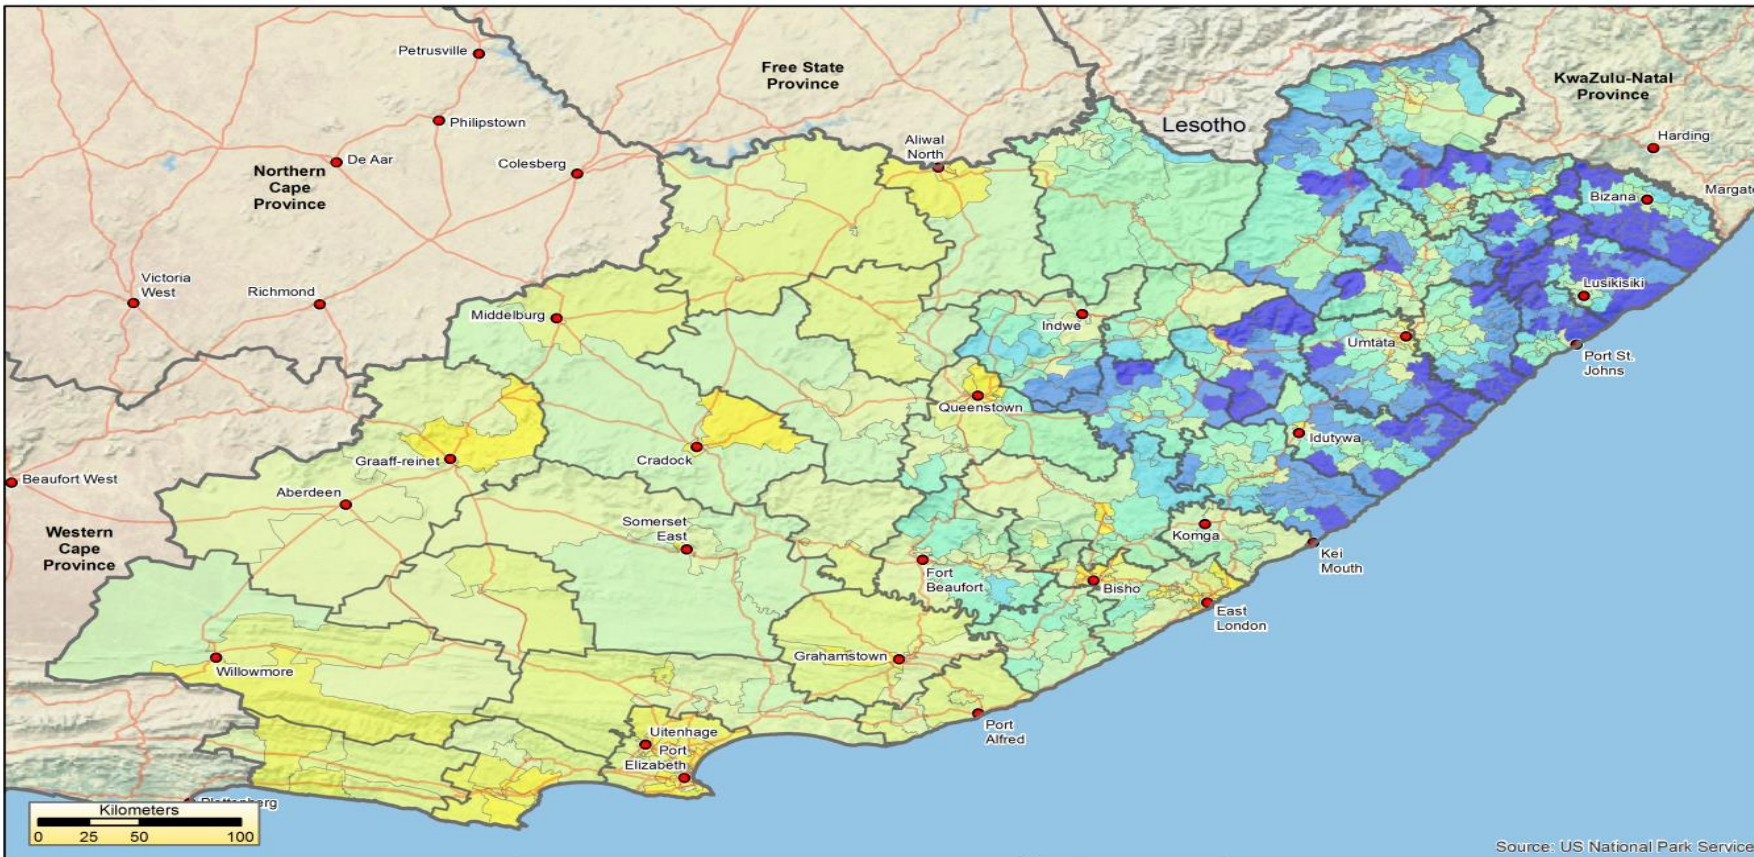 Petrusville
Free State
Province
KwaZulu-Natal
Province
Philipstown
Lesotho
Harding
De Aar
Northern
Cape
Province
Colesberg
Aliwal
North
Margate
Bizana
Victoria
West
Richmond
Middelburg
Indwe
Lusikisiki
Umtata
Port St.
Johns
Queenstown
Idutywa
Graaff-reinet
Cradock
Beaufort West
Aberdeen
Western
Cape
Province
Somerset
East
Komga
Kei
Mouth
Fort
Beaufort
Bisho
East
London
Willowmore
Grahamstown
Port
Alfred
Uitenhage
Port
Elizabeth
Kilometers
0 25 50 100
Source: US National Park Service